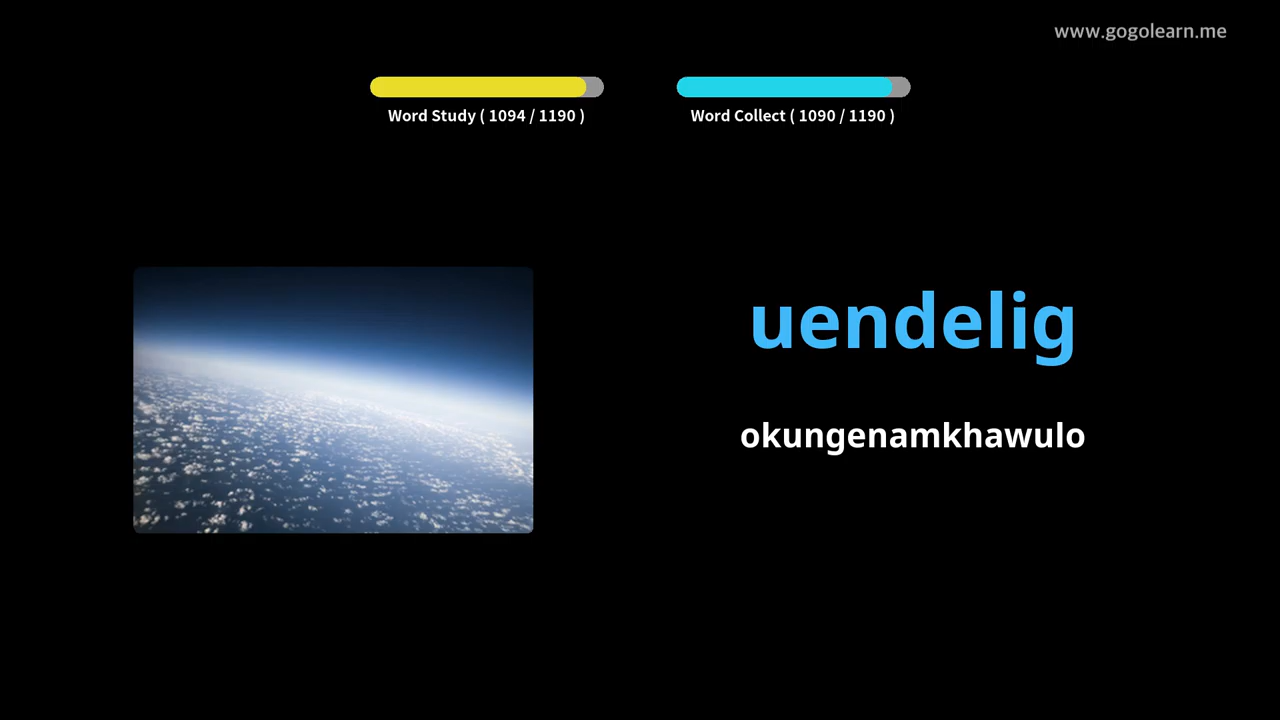 www.gogolearn.me
Word Study ( 1094 / 1190 )
Word Collect ( 1090 / 1190 )
uendelig
okungenamkhawulo